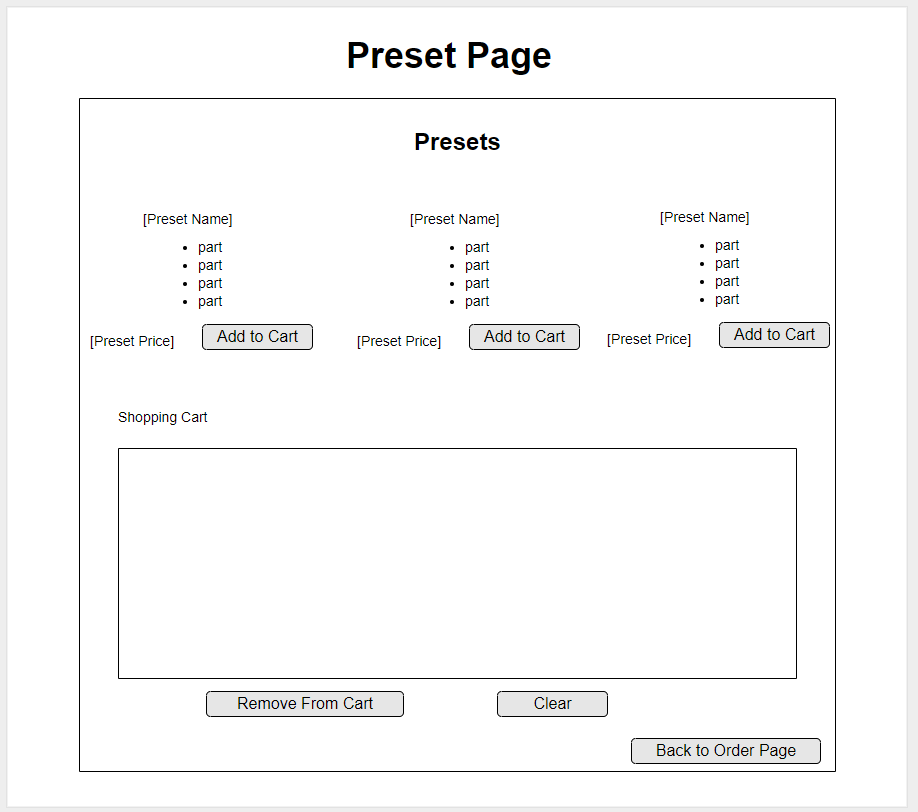 Preset Page
Presets
[Preset Name]
• part
• part
• part
• part
[Preset Price]
Add to Cart
[Preset Name]
• part
• part
• part
• part
[Preset Price]
Add to Cart
[Preset Name]
• part
• part
• part
• part
[Preset Price]
Add to Cart
Shopping Cart
Remove From Cart
Clear
Back to Order Page